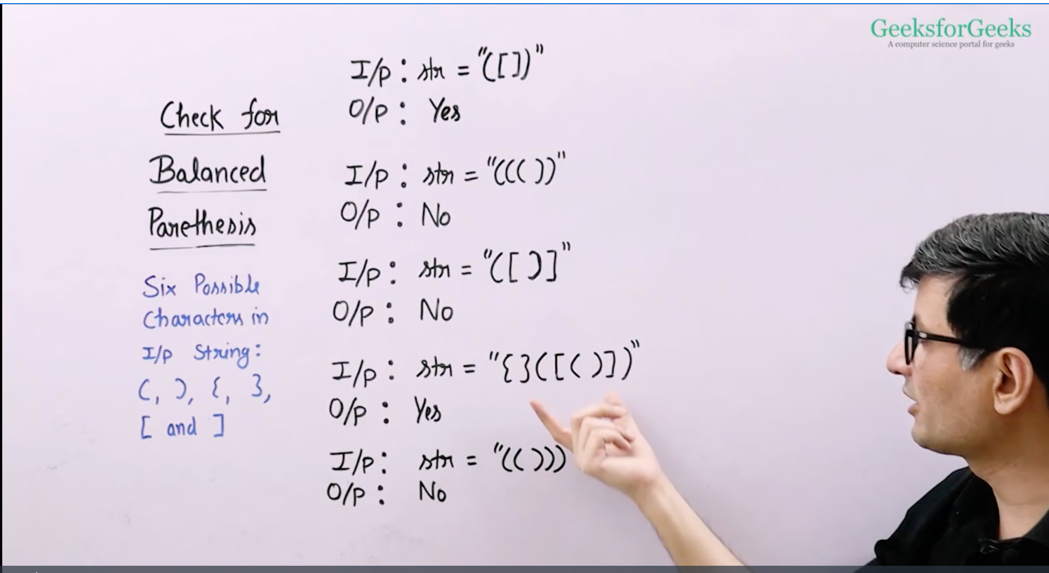 GeeksforGeeks
A computer science portal for geeks
Check for
Balanced
Parethesis
Six Possible
Characters in
I/p String:
(, ), {, },
[ and ]
I/p : str = "([])"
O/p : Yes
I/p : str = "((())"
O/p : No
I/p : str = "([)]"
O/p : No
I/p : str = "{}([()])"
O/p : Yes
I/p : str = "(()))
O/p : No